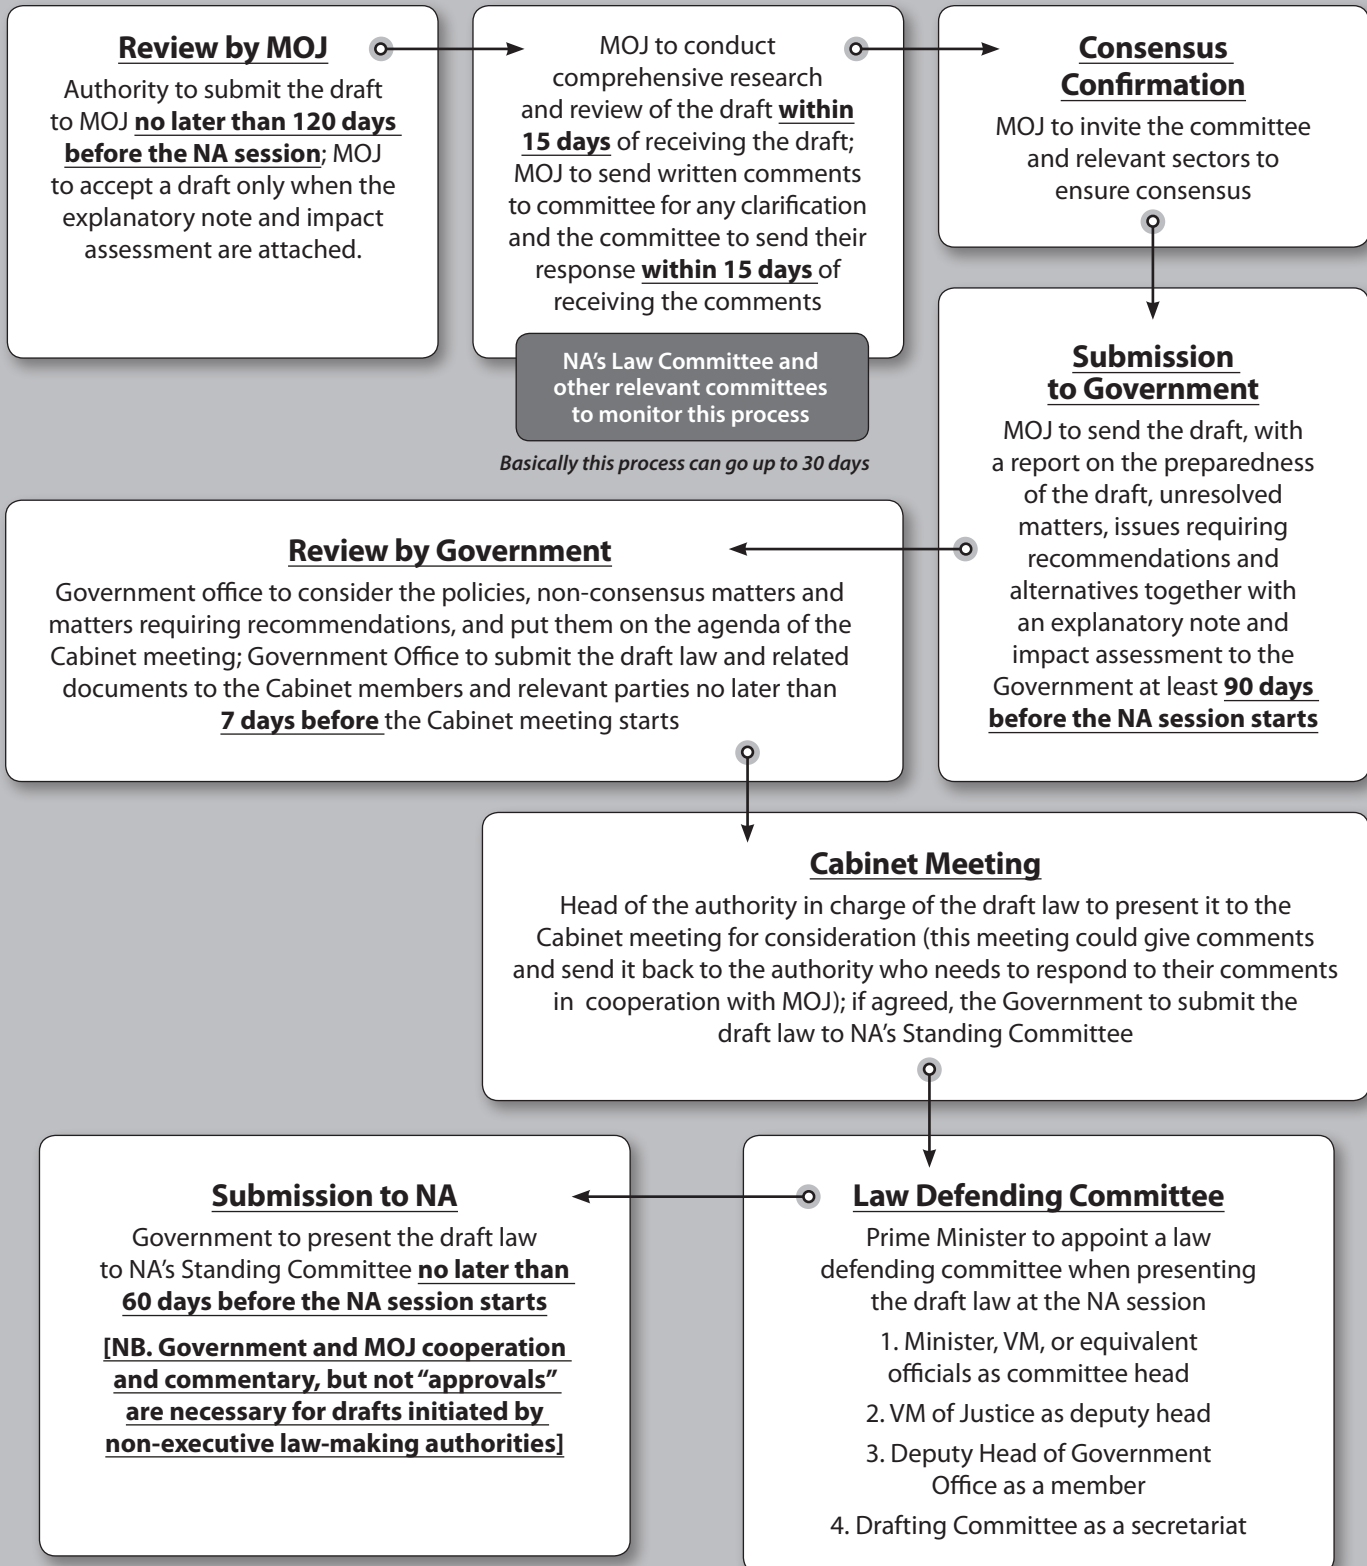 Review by MOJ
Authority to submit the draft
to MOJ no later than 120 days
before the NA session; MOJ
to accept a draft only when the
explanatory note and impact
assessment are attached.
MOJ to conduct
comprehensive research
and review of the draft within
15 days of receiving the draft;
MOJ to send written comments
to committee for any clarification
and the committee to send their
response within 15 days of
receiving the comments
NA's Law Committee and
other relevant committees
to monitor this process
Basically this process can go up to 30 days
Consensus
Confirmation
MOJ to invite the committee
and relevant sectors to
ensure consensus
Submission
to Government
MOJ to send the draft, with
a report on the preparedness
of the draft, unresolved
matters, issues requiring
recommendations and
alternatives together with
an explanatory note and
impact assessment to the
Government at least 90 days
before the NA session starts
Review by Government
Government office to consider the policies, non-consensus matters and
matters requiring recommendations, and put them on the agenda of the
Cabinet meeting; Government Office to submit the draft law and related
documents to the Cabinet members and relevant parties no later than
7 days before the Cabinet meeting starts
Cabinet Meeting
Head of the authority in charge of the draft law to present it to the
Cabinet meeting for consideration (this meeting could give comments
and send it back to the authority who needs to respond to their comments
in cooperation with MOJ); if agreed, the Government to submit the
draft law to NA's Standing Committee
Law Defending Committee
Prime Minister to appoint a law
defending committee when presenting
the draft law at the NA session
1. Minister, VM, or equivalent
officials as committee head
2. VM of Justice as deputy head
3. Deputy Head of Government
Office as a member
4. Drafting Committee as a secretariat
Submission to NA
Government to present the draft law
to NA's Standing Committee no later than
60 days before the NA session starts
[NB. Government and MOJ cooperation
and commentary, but not "approvals"
are necessary for drafts initiated by
non-executive law-making authorities]